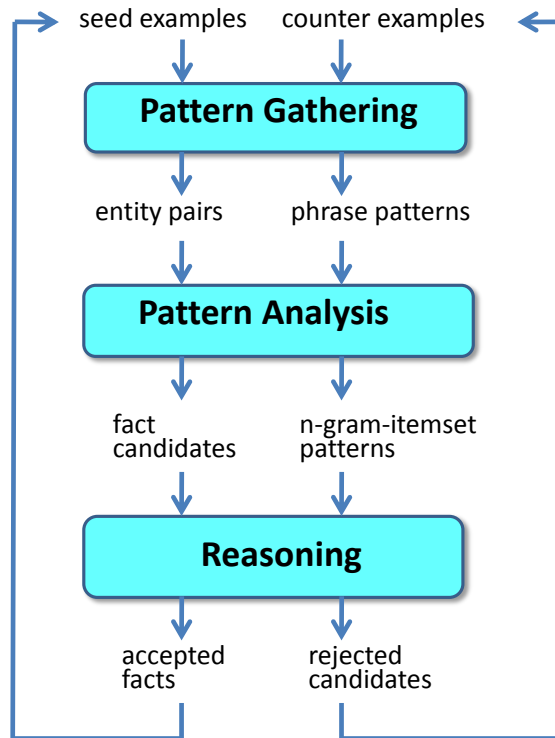 seed examples
counter examples
Pattern Gathering
entity pairs
phrase patterns
Pattern Analysis
fact
candidates
n-gram-itemset
patterns
Reasoning
accepted
facts
rejected
candidates